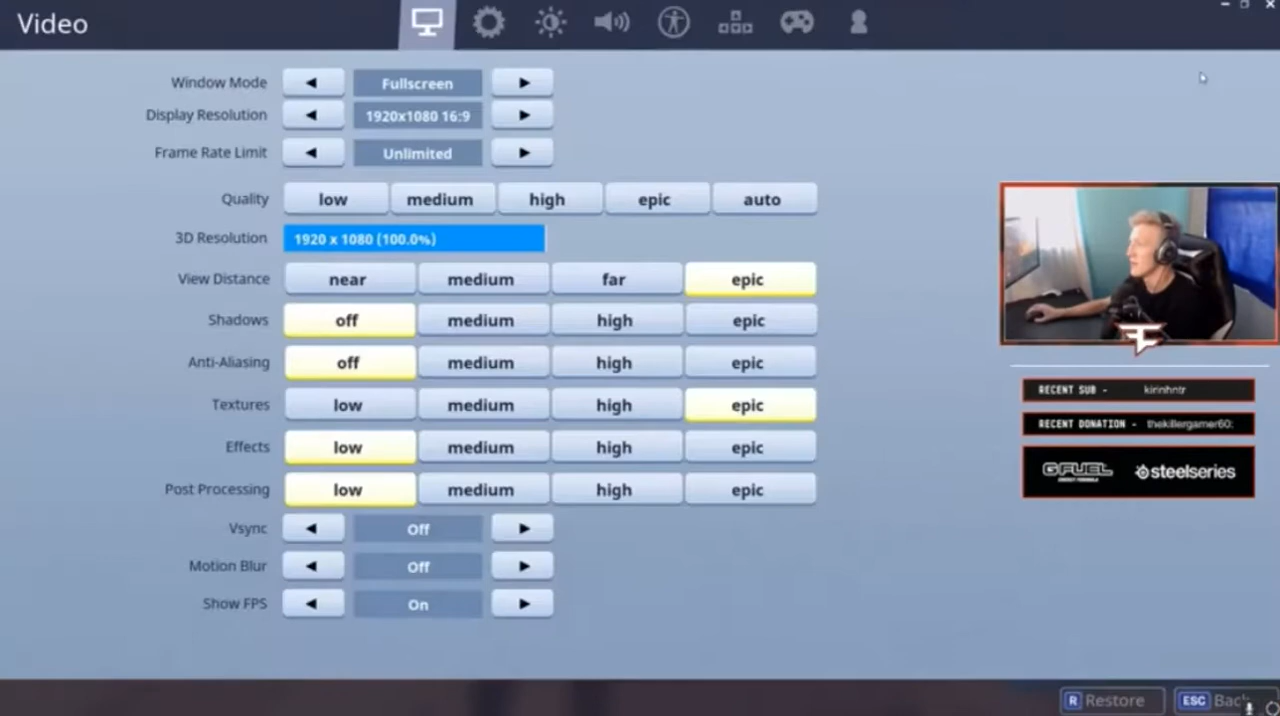 Video
Window Mode Fullscreen
Display Resolution 1920x1080 16:9
Frame Rate Limit Unlimited
Quality low medium high epic auto
3D Resolution 1920 x 1080 (100.0%)
View Distance near medium far epic
Shadows off medium high epic
Anti-Aliasing off medium high epic
Textures low medium high epic
Effects low medium high epic
Post Processing low medium high epic
Vsync Off
Motion Blur Off
Show FPS On
RECENT SUB -
RECENT DONATION - thekillergamer60:
G FUEL steelseries
R Restore ESC Back